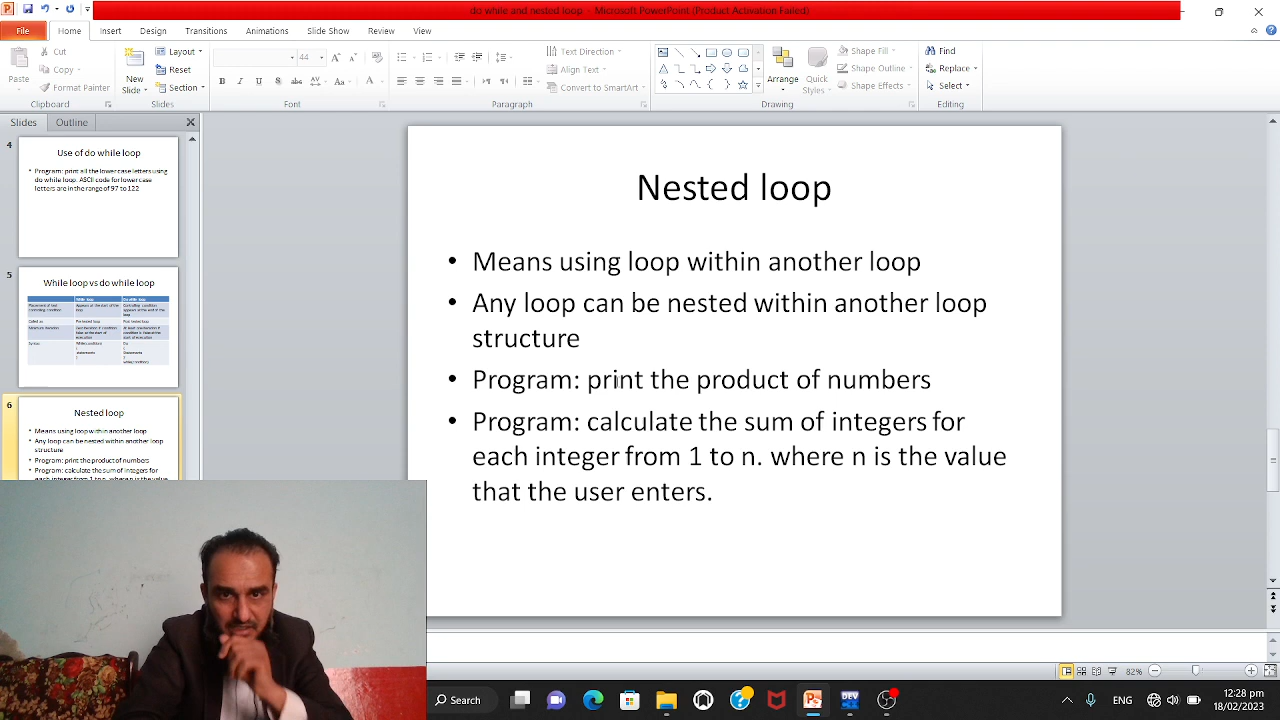 do while and nested loop - Microsoft PowerPoint (Product Activation Failed)
File Home Insert Design Transitions Animations Slide Show Review View
Paste
Cut
Copy
Format Painter
Clipboard
New
Slide
Layout
Reset
Section
Slides
44
B I U S abc AV Aa A
Font
Text Direction
Align Text
Convert to SmartArt
Paragraph
Arrange
Quick
Styles
Shape Fill
Shape Outline
Shape Effects
Drawing
Find
Replace
Select
Editing
Slides Outline
4
Use of do while loop
• Program: print all the lower case letters using
do while loop. ASCII code for lower case
letters are in the range of 97 to 122
5
While loop vs do while loop
6
Nested loop
• Means using loop within another loop
• Any loop can be nested within another loop
structure
• Program: print the product of numbers
• Program: calculate the sum of integers for
each integer from 1 to n. where n is the value
Nested loop
• Means using loop within another loop
• Any loop can be nested within another loop
structure
• Program: print the product of numbers
• Program: calculate the sum of integers for
each integer from 1 to n. where n is the value
that the user enters.
82%
Search
DEV
ENG
12:28 pm
18/02/2023